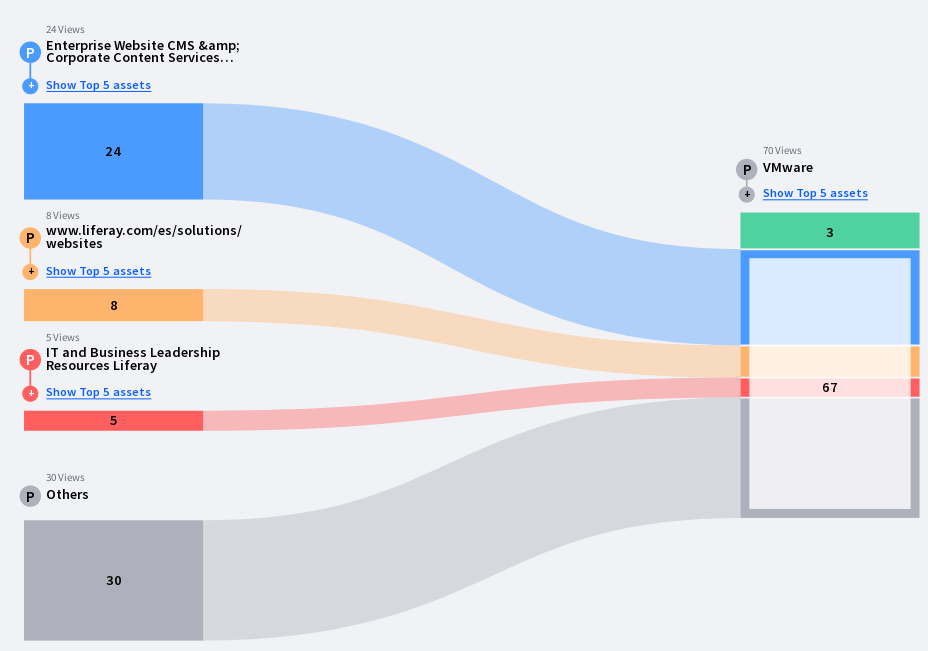 24 Views
P
Enterprise Website CMS &amp;
Corporate Content Services...
+
Show Top 5 assets
24
8 Views
P
www.liferay.com/es/solutions/
websites
+
Show Top 5 assets
8
5 Views
P
IT and Business Leadership
Resources Liferay
+
Show Top 5 assets
5
30 Views
P
Others
30
70 Views
P
VMware
+
Show Top 5 assets
3
67